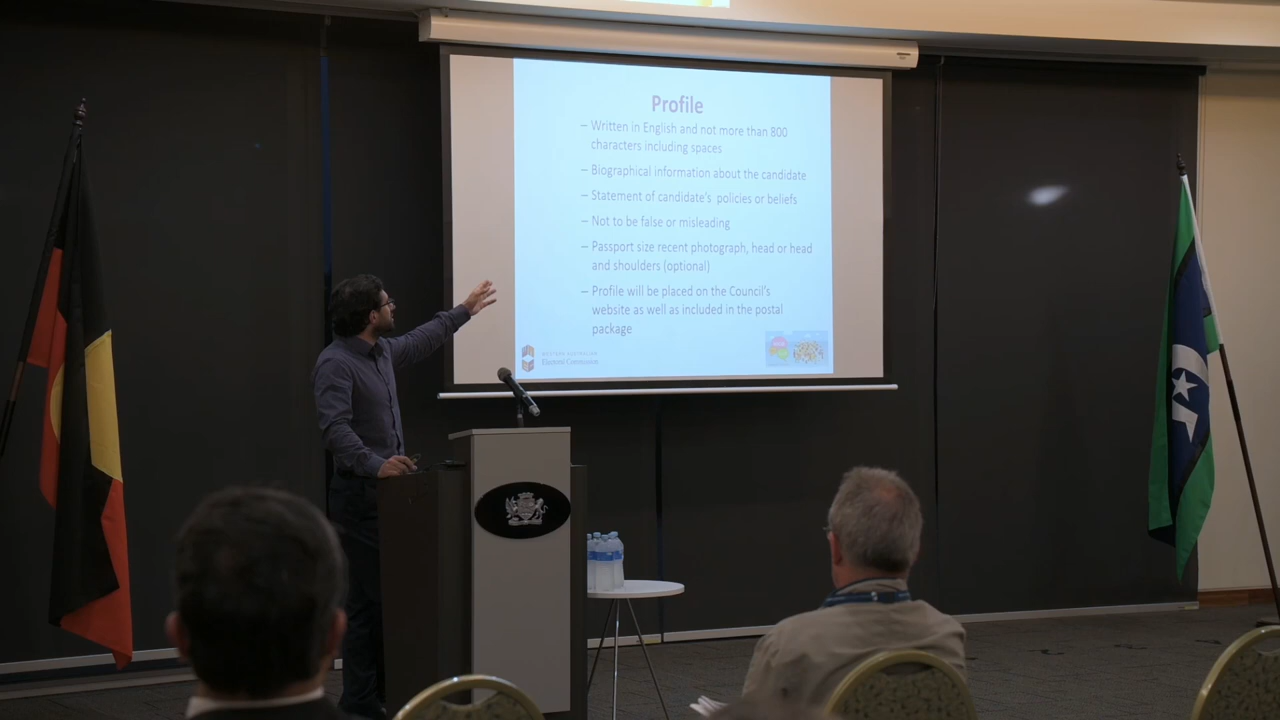 Profile
– Written in English and not more than 800
characters including spaces
– Biographical information about the candidate
– Statement of candidate's policies or beliefs
– Not to be false or misleading
– Passport size recent photograph, head or head
and shoulders (optional)
– Profile will be placed on the Council's
website as well as included in the postal
package
WESTERN AUSTRALIAN
Electoral Commission